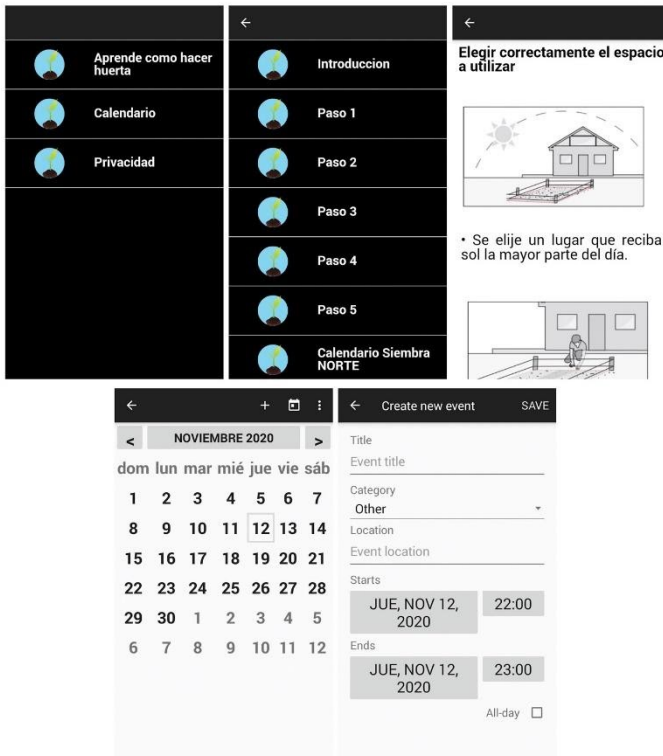 Aprende como hacer
huerta
Calendario
Privacidad
Introduccion
Paso 1
Paso 2
Paso 3
Paso 4
Paso 5
Calendario Siembra
NORTE
Elegir correctamente el espacio
a utilizar
• Se elije un lugar que reciba
sol la mayor parte del día.
< NOVIEMBRE 2020 >
dom lun mar mié jue vie sáb
1 2 3 4 5 6 7
8 9 10 11 12 13 14
15 16 17 18 19 20 21
22 23 24 25 26 27 28
29 30 1 2 3 4 5
6 7 8 9 10 11 12
Create new event SAVE
Title
Event title
Category
Other
Location
Event location
Starts
JUE, NOV 12,
2020
22:00
Ends
JUE, NOV 12,
2020
23:00
All-day